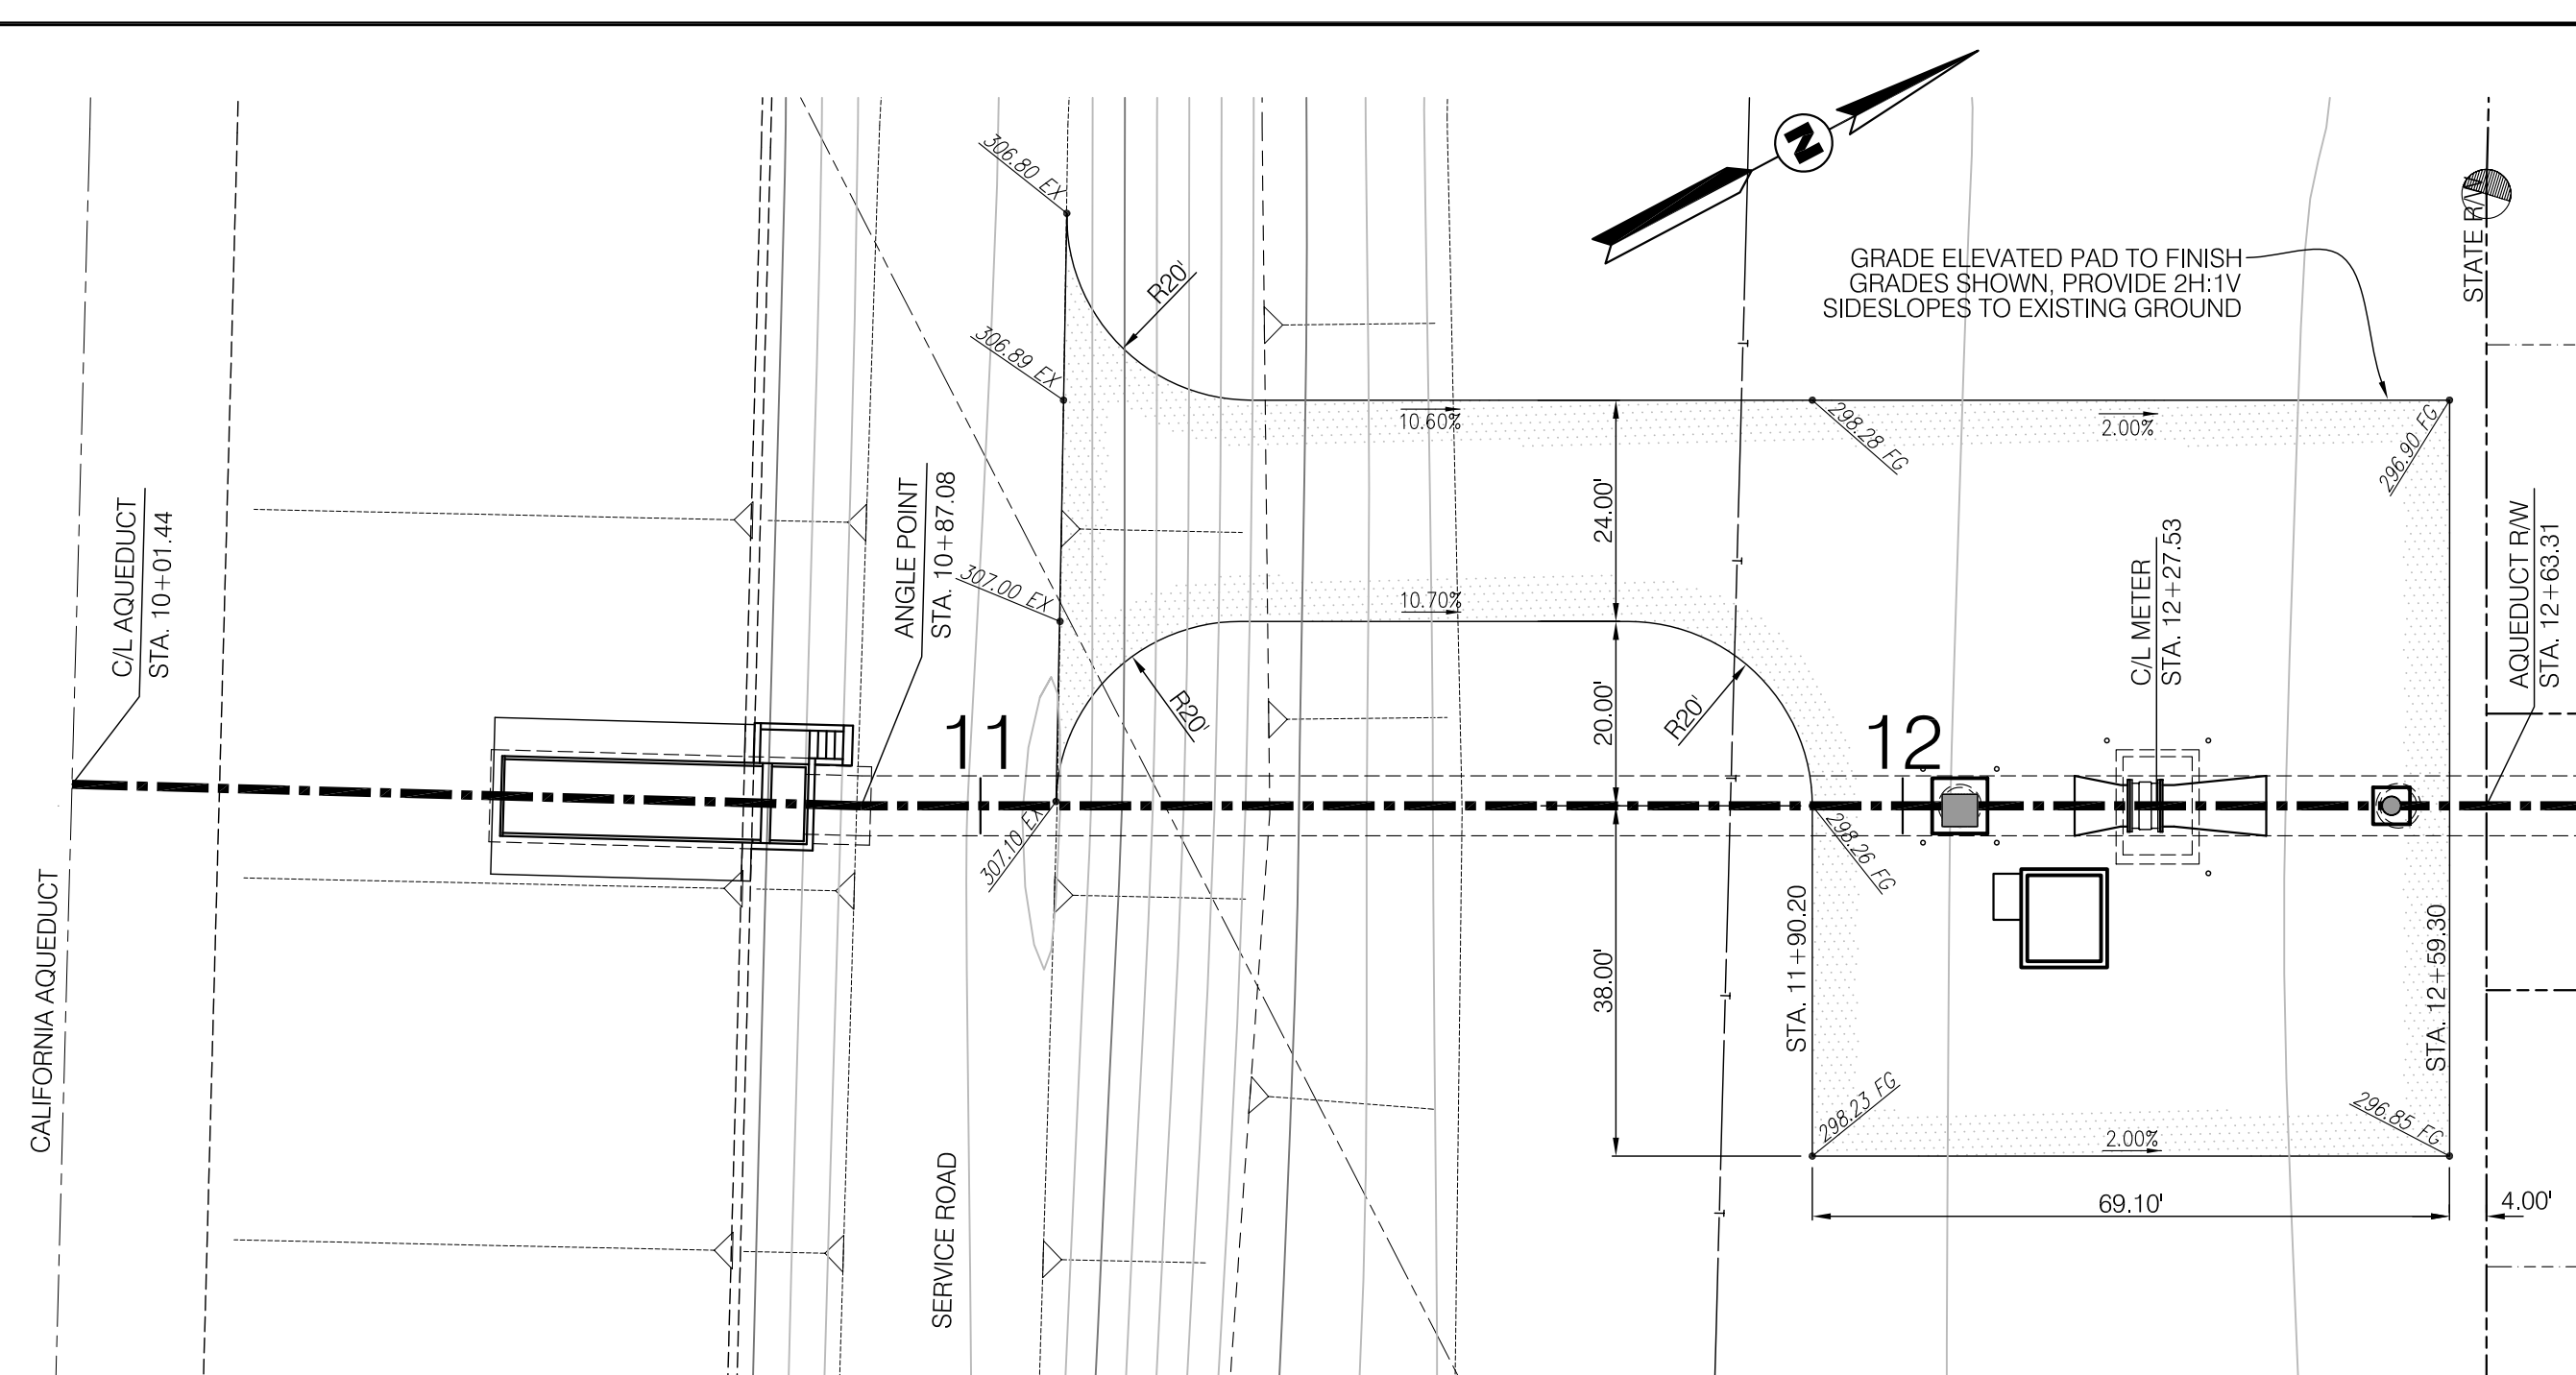 N
306.80 EX
R20'
GRADE ELEVATED PAD TO FINISH
GRADES SHOWN, PROVIDE 2H:1V
SIDESLOPES TO EXISTING GROUND
STATE R/W
306.89 EX
10.60%
298.28 FG
2.00%
296.90 FG
C/L AQUEDUCT
STA. 10+01.44
ANGLE POINT
STA. 10+87.08
307.00 EX
24.00'
10.70%
T
T
T
T
T
T
C/L METER
STA. 12+27.53
AQUEDUCT R/W
STA. 12+63.31
11
R20'
20.00'
R20'
12
307.10 EX
298.26 FG
CALIFORNIA AQUEDUCT
38.00'
STA. 11+90.20
STA. 12+59.30
SERVICE ROAD
298.23 FG
2.00%
296.85 FG
69.10'
4.00'